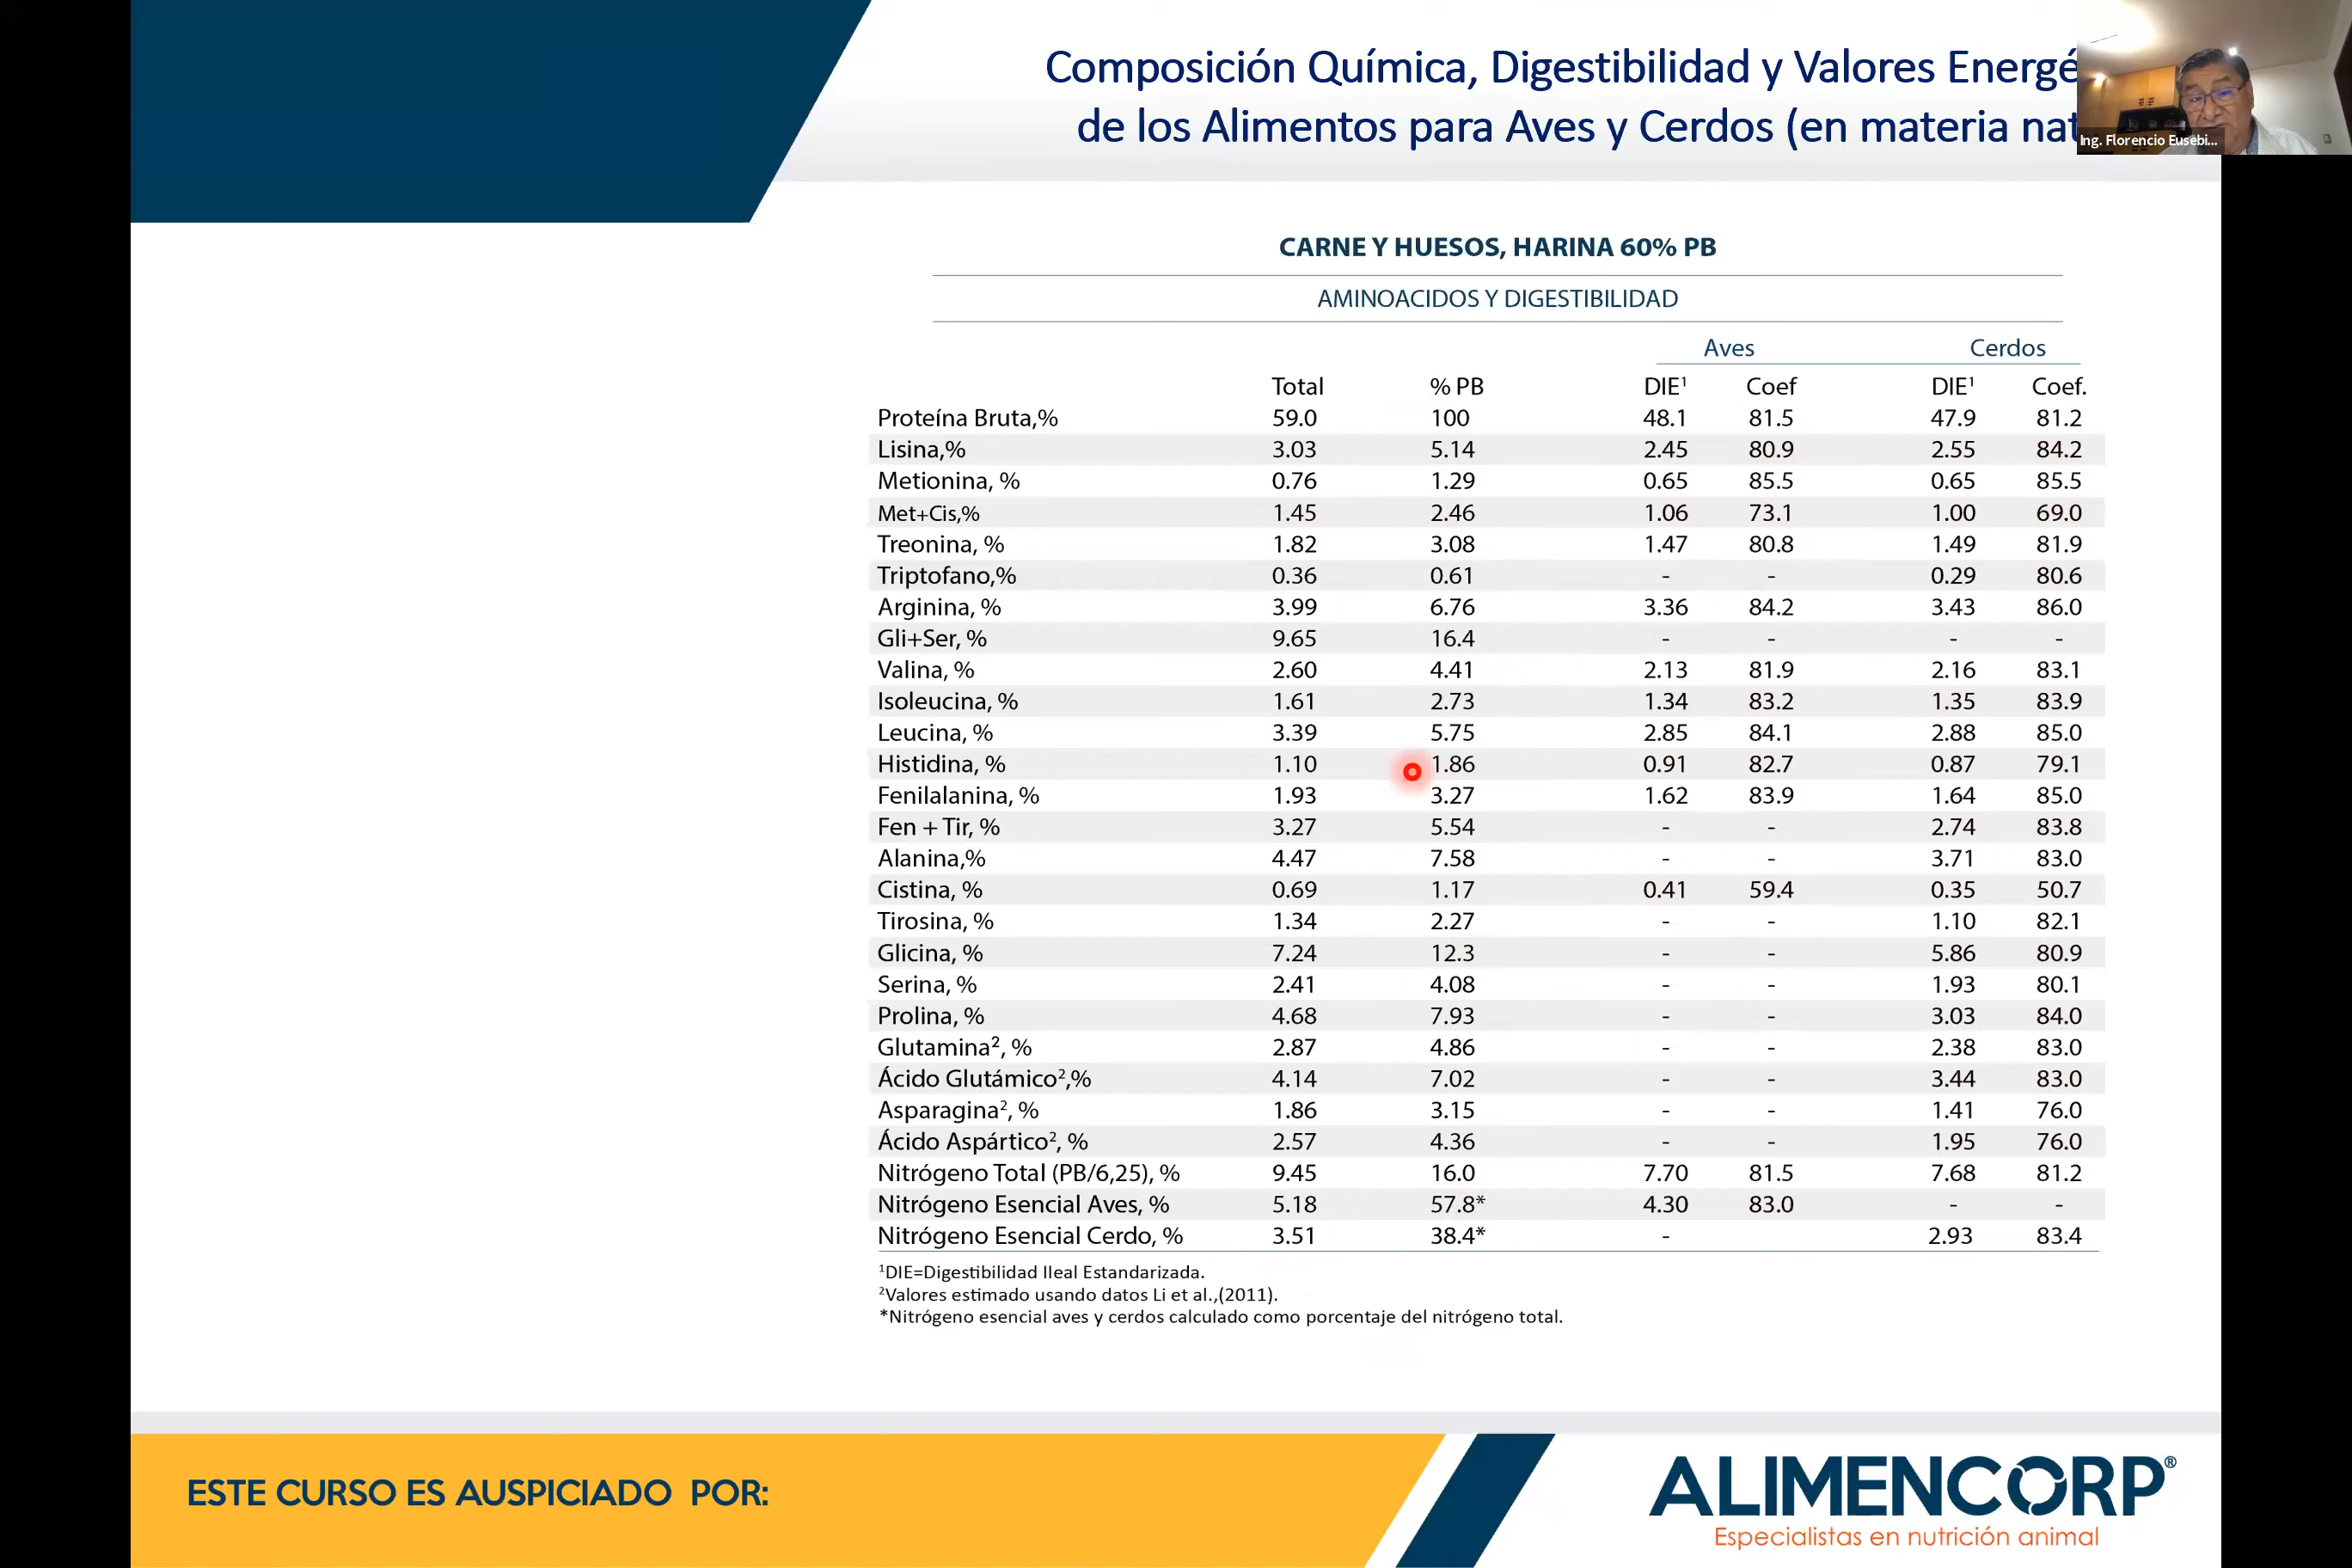 Composición Química, Digestibilidad y Valores Energé
de los Alimentos para Aves y Cerdos (en materia nat
Ing. Florencio Eusebi...
CARNE Y HUESOS, HARINA 60% PB
AMINOACIDOS Y DIGESTIBILIDAD
Aves Cerdos
Total % PB DIE¹ Coef DIE¹ Coef.
Proteína Bruta,% 59.0 100 48.1 81.5 47.9 81.2
Lisina,% 3.03 5.14 2.45 80.9 2.55 84.2
Metionina, % 0.76 1.29 0.65 85.5 0.65 85.5
Met+Cis,% 1.45 2.46 1.06 73.1 1.00 69.0
Treonina, % 1.82 3.08 1.47 80.8 1.49 81.9
Triptofano,% 0.36 0.61 - - 0.29 80.6
Arginina, % 3.99 6.76 3.36 84.2 3.43 86.0
Gli+Ser, % 9.65 16.4 - - - -
Valina, % 2.60 4.41 2.13 81.9 2.16 83.1
Isoleucina, % 1.61 2.73 1.34 83.2 1.35 83.9
Leucina, % 3.39 5.75 2.85 84.1 2.88 85.0
Histidina, % 1.10 1.86 0.91 82.7 0.87 79.1
Fenilalanina, % 1.93 3.27 1.62 83.9 1.64 85.0
Fen + Tir, % 3.27 5.54 - - 2.74 83.8
Alanina,% 4.47 7.58 - - 3.71 83.0
Cistina, % 0.69 1.17 0.41 59.4 0.35 50.7
Tirosina, % 1.34 2.27 - - 1.10 82.1
Glicina, % 7.24 12.3 - - 5.86 80.9
Serina, % 2.41 4.08 - - 1.93 80.1
Prolina, % 4.68 7.93 - - 3.03 84.0
Glutamina², % 2.87 4.86 - - 2.38 83.0
Ácido Glutámico²,% 4.14 7.02 - - 3.44 83.0
Asparagina², % 1.86 3.15 - - 1.41 76.0
Ácido Aspártico², % 2.57 4.36 - - 1.95 76.0
Nitrógeno Total (PB/6,25), % 9.45 16.0 7.70 81.5 7.68 81.2
Nitrógeno Esencial Aves, % 5.18 57.8* 4.30 83.0 - -
Nitrógeno Esencial Cerdo, % 3.51 38.4* - 2.93 83.4
¹DIE=Digestibilidad Ileal Estandarizada.
²Valores estimado usando datos Li et al.,(2011).
*Nitrógeno esencial aves y cerdos calculado como porcentaje del nitrógeno total.
ESTE CURSO ES AUSPICIADO POR:
ALIMENCORP®
Especialistas en nutrición animal